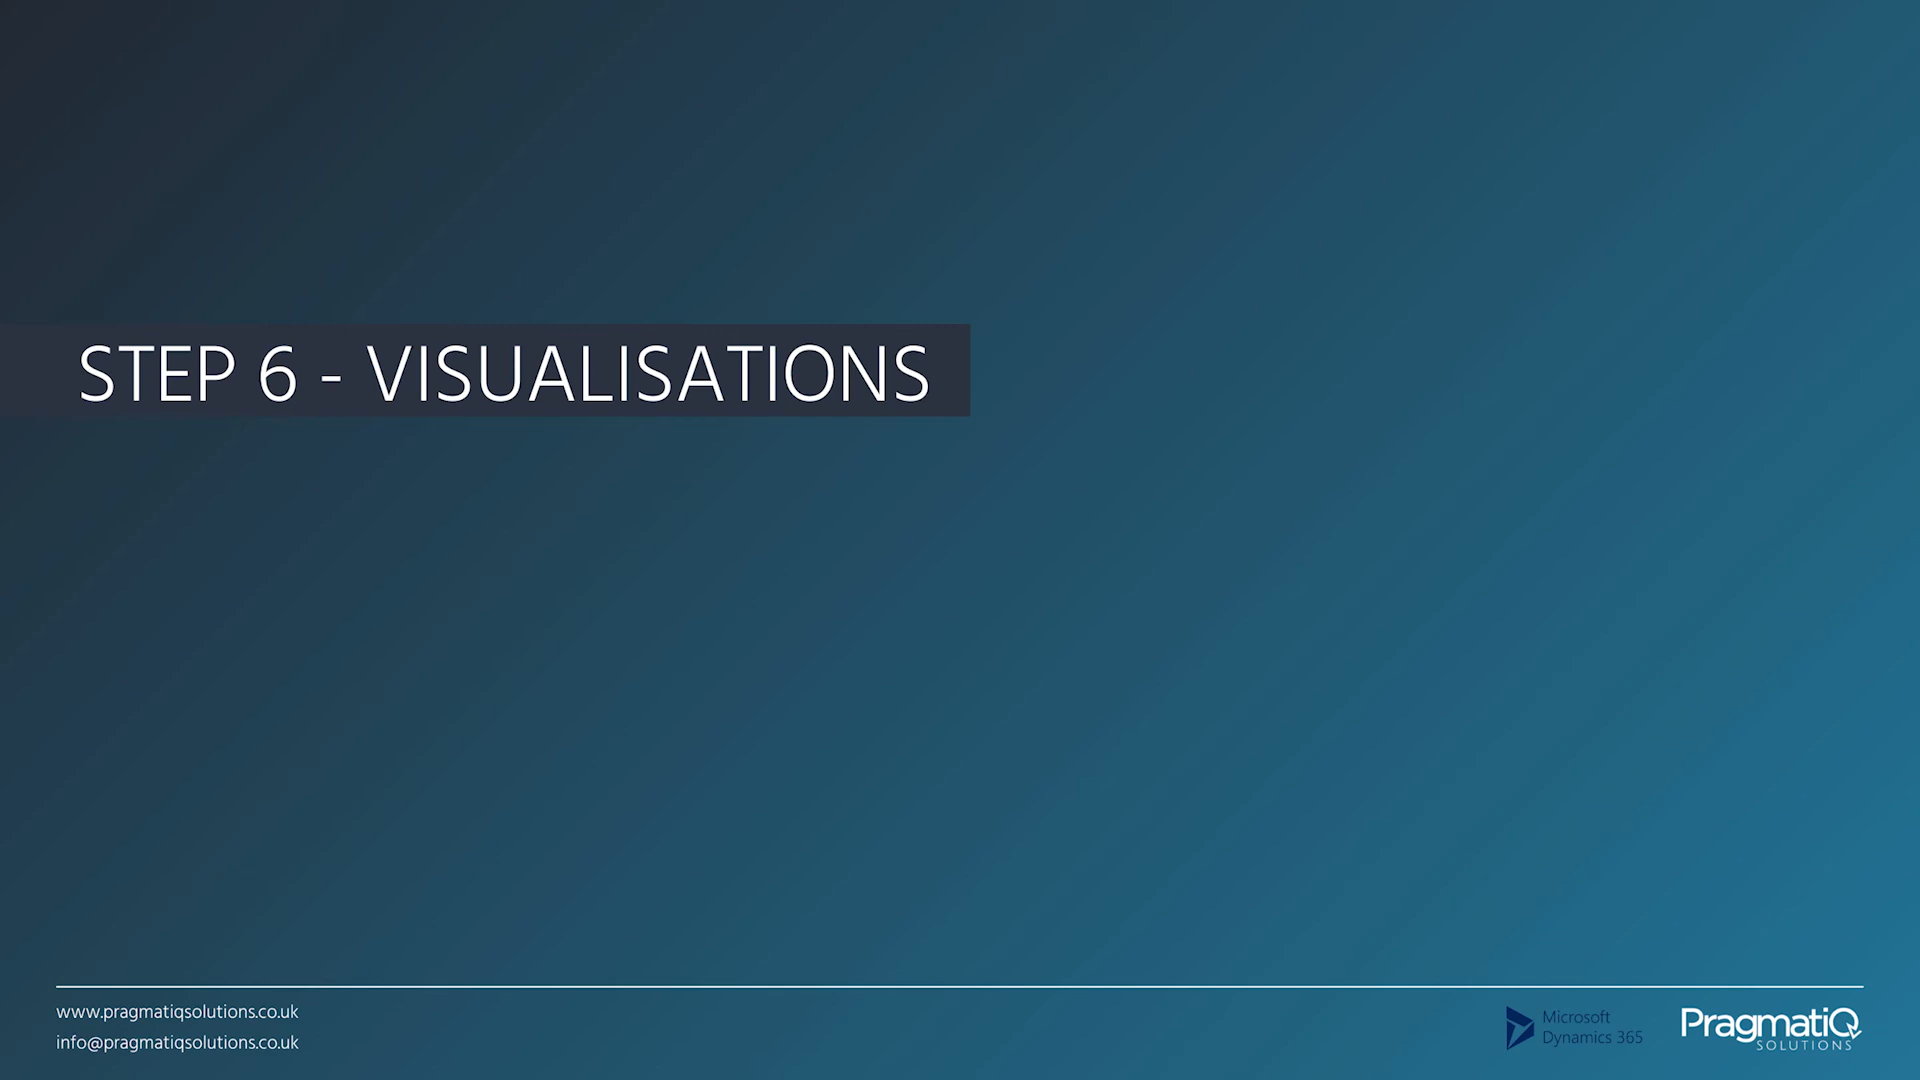 STEP 6 - VISUALISATIONS
www.pragmatiqsolutions.co.uk
info@pragmatiqsolutions.co.uk
Microsoft
Dynamics 365
PragmatiQ
SOLUTIONS